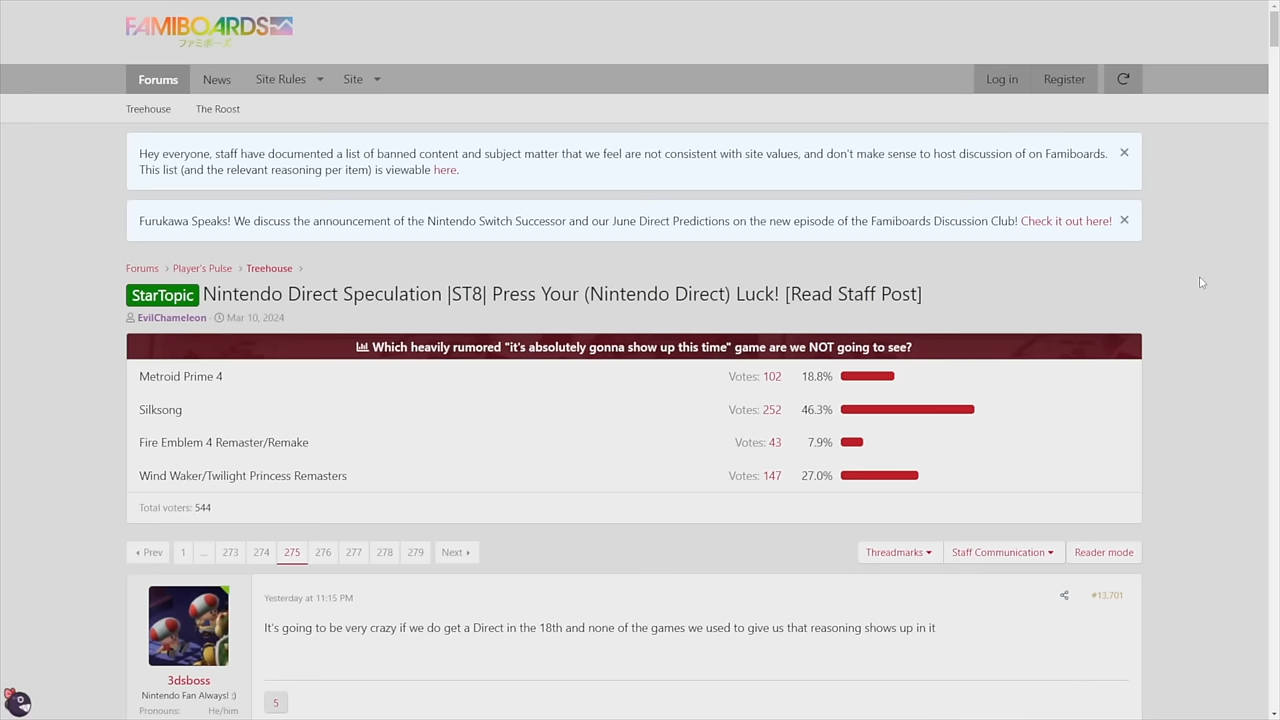 FAMIBOARDS
ファミボーズ
Forums News Site Rules Site Log in Register
Treehouse The Roost
Hey everyone, staff have documented a list of banned content and subject matter that we feel are not consistent with site values, and don't make sense to host discussion of on Famiboards.
This list (and the relevant reasoning per item) is viewable here.
Furukawa Speaks! We discuss the announcement of the Nintendo Switch Successor and our June Direct Predictions on the new episode of the Famiboards Discussion Club! Check it out here!
Forums > Player's Pulse > Treehouse >
StarTopic Nintendo Direct Speculation |ST8| Press Your (Nintendo Direct) Luck! [Read Staff Post]
EvilChameleon · Mar 10, 2024
Which heavily rumored "it's absolutely gonna show up this time" game are we NOT going to see?
Metroid Prime 4 Votes: 102 18.8%
Silksong Votes: 252 46.3%
Fire Emblem 4 Remaster/Remake Votes: 43 7.9%
Wind Waker/Twilight Princess Remasters Votes: 147 27.0%
Total voters: 544
Prev 1 ... 273 274 275 276 277 278 279 Next Threadmarks Staff Communication Reader mode
Yesterday at 11:15 PM #13,701
It's going to be very crazy if we do get a Direct in the 18th and none of the games we used to give us that reasoning shows up in it
3dsboss
Nintendo Fan Always! :)
Pronouns: He/him
5